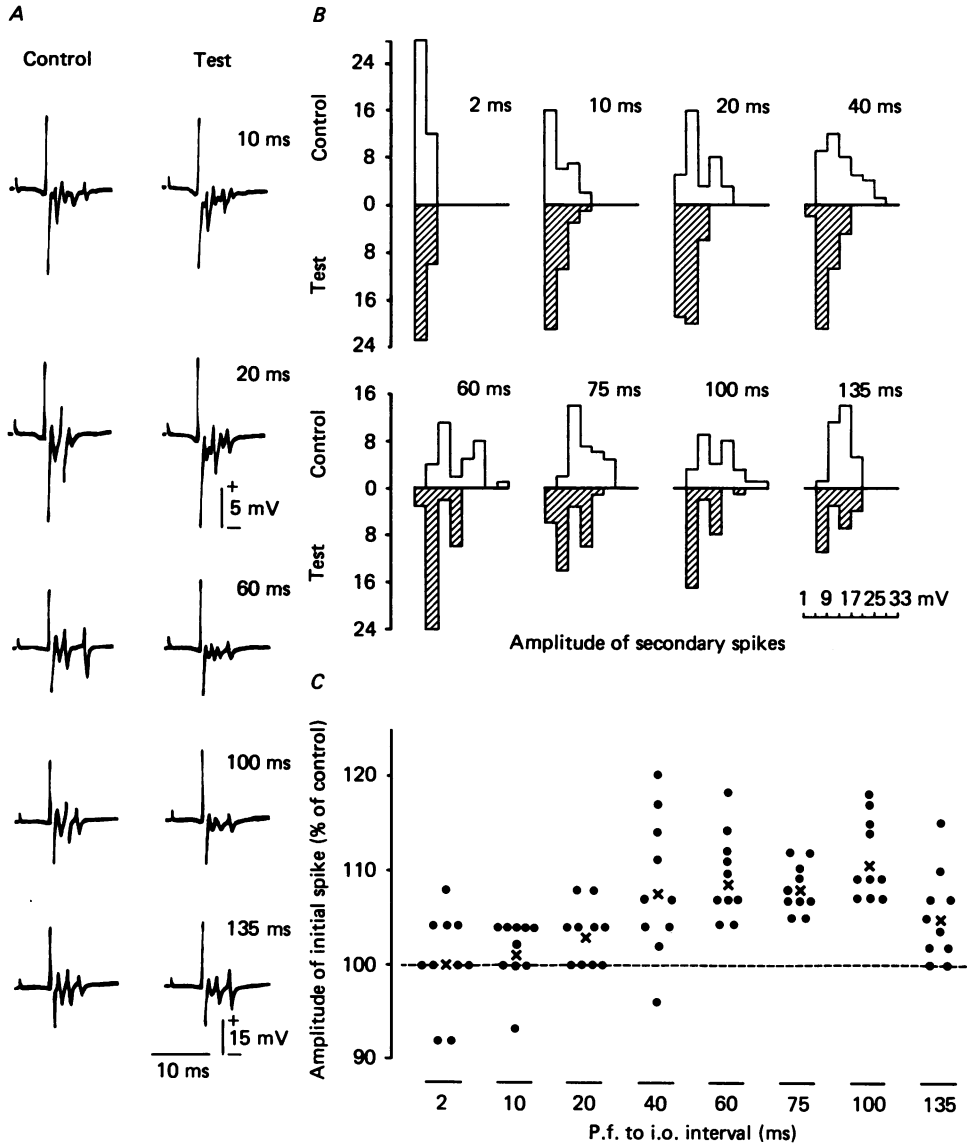 A
Control Test
10 ms
20 ms
+
5 mV
−
60 ms
100 ms
135 ms
+
15 mV
−
10 ms
B
24
16
8
0
8
16
24
Control
Test
2 ms 10 ms 20 ms 40 ms
16
8
0
8
16
24
Control
Test
60 ms 75 ms 100 ms 135 ms
1 9 17 25 33 mV
Amplitude of secondary spikes
C
Amplitude of initial spike (% of control)
120
110
100
90
2 10 20 40 60 75 100 135
P.f. to i.o. interval (ms)